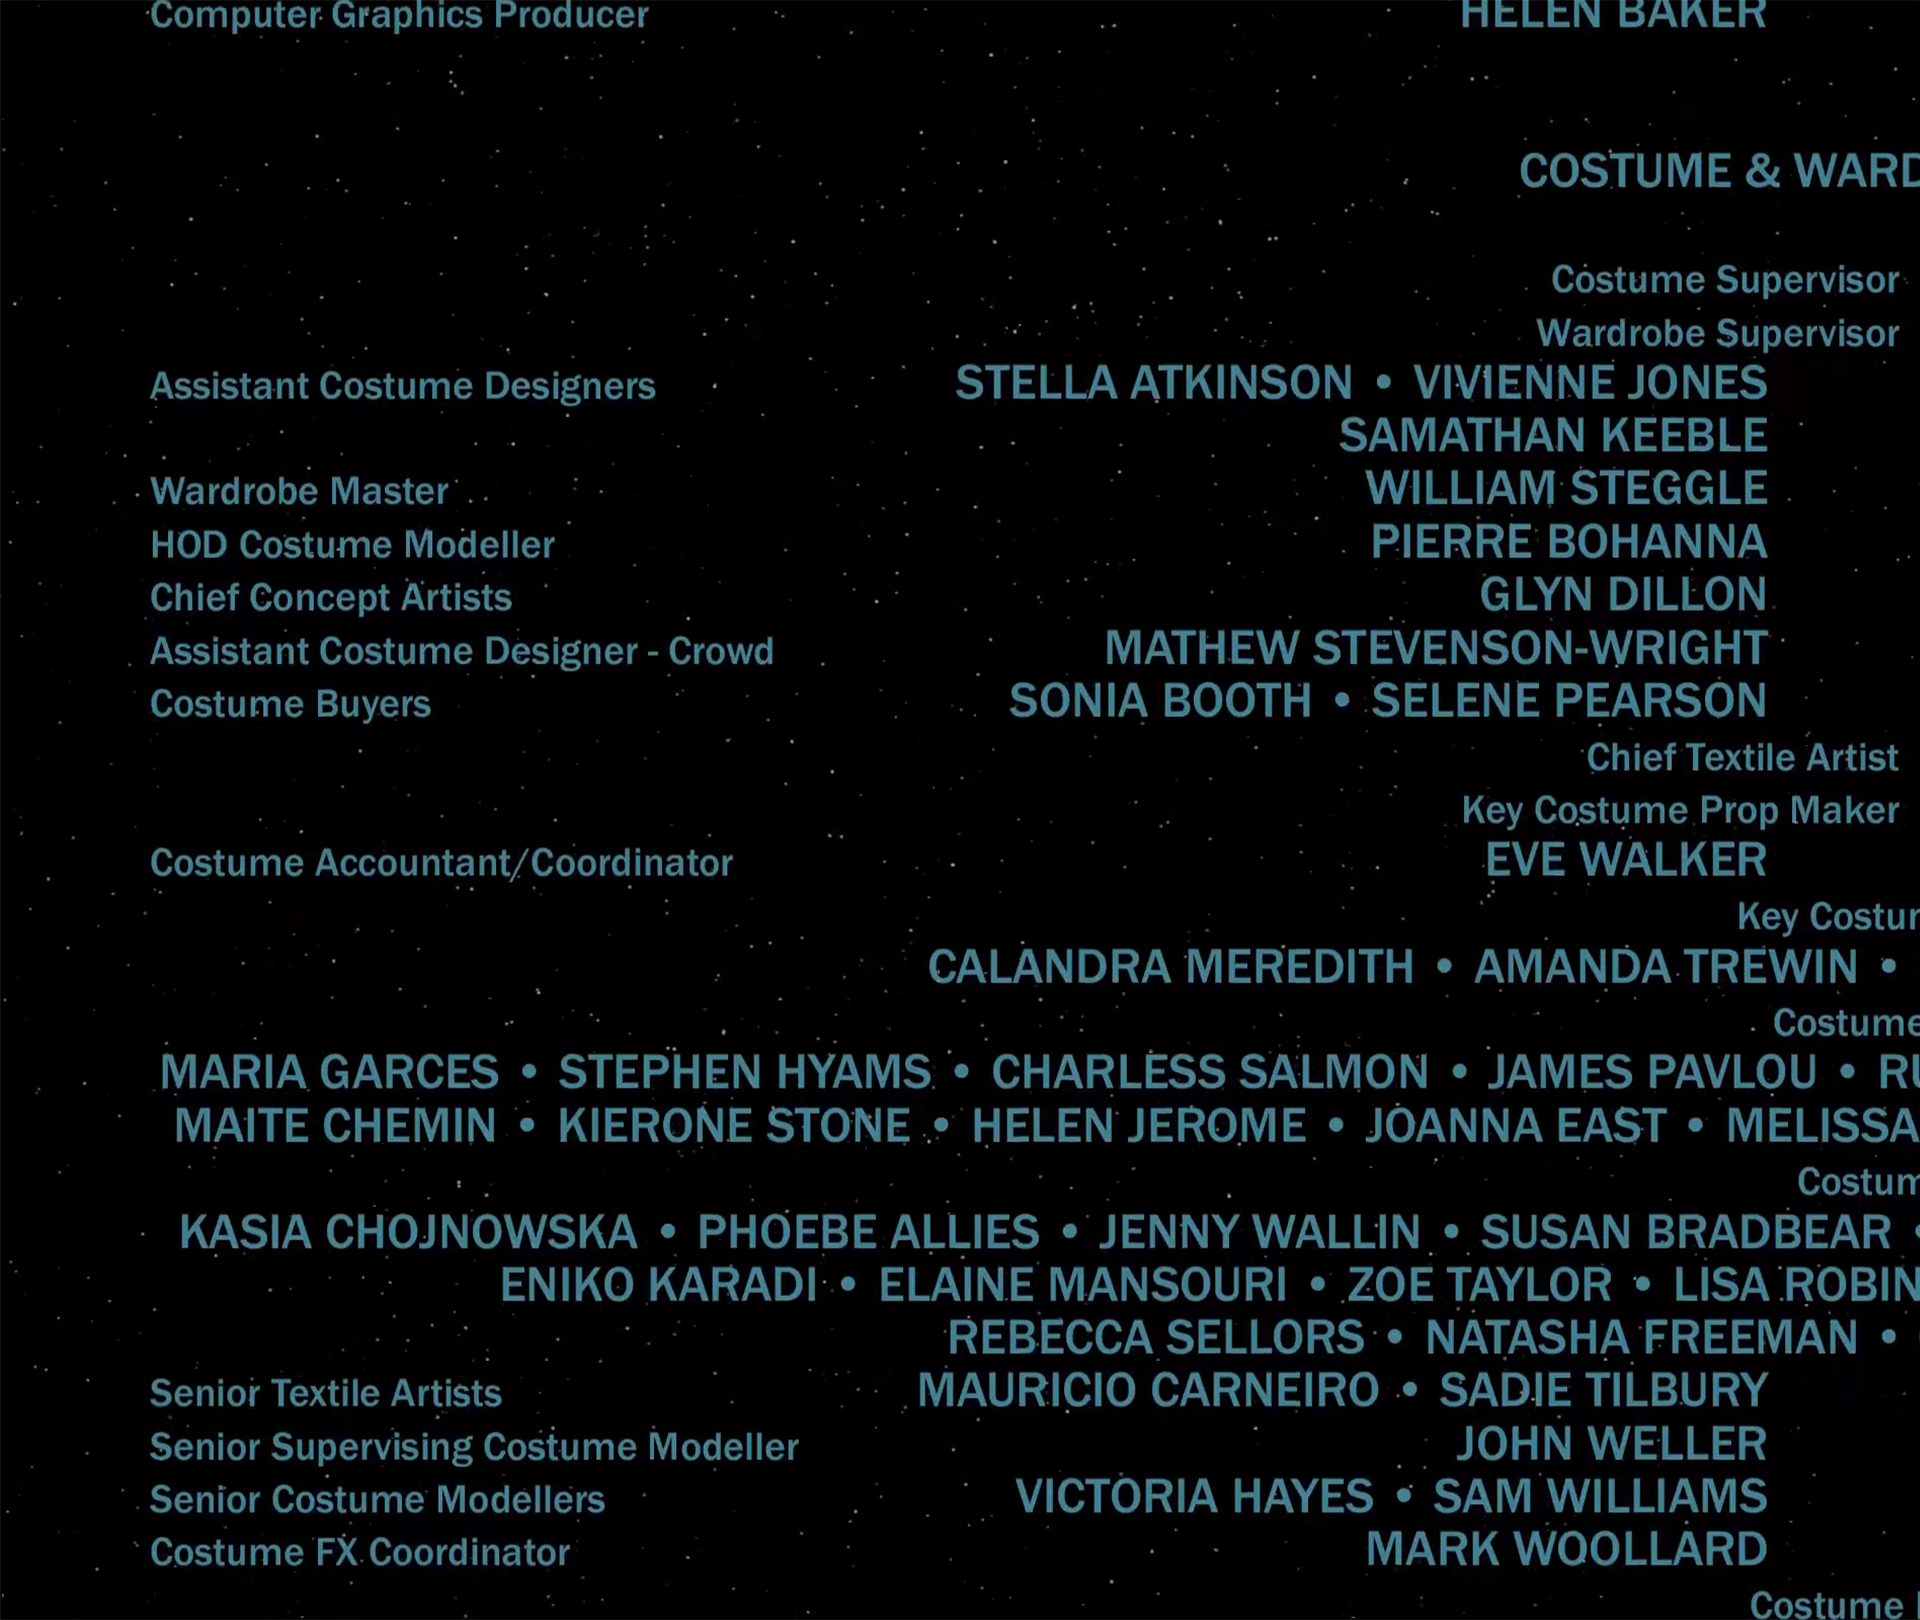 Computer Graphics Producer HELEN BAKER
COSTUME & WARD
Costume Supervisor
Wardrobe Supervisor
Assistant Costume Designers STELLA ATKINSON • VIVIENNE JONES
SAMATHAN KEEBLE
Wardrobe Master WILLIAM STEGGLE
HOD Costume Modeller PIERRE BOHANNA
Chief Concept Artists GLYN DILLON
Assistant Costume Designer - Crowd MATHEW STEVENSON-WRIGHT
Costume Buyers SONIA BOOTH • SELENE PEARSON
Chief Textile Artist
Key Costume Prop Maker
Costume Accountant/Coordinator EVE WALKER
Key Costum
CALANDRA MEREDITH • AMANDA TREWIN •
Costume
MARIA GARCES • STEPHEN HYAMS • CHARLESS SALMON • JAMES PAVLOU • RU
MAITE CHEMIN • KIERONE STONE • HELEN JEROME • JOANNA EAST • MELISSA
Costum
KASIA CHOJNOWSKA • PHOEBE ALLIES • JENNY WALLIN • SUSAN BRADBEAR •
ENIKO KARADI • ELAINE MANSOURI • ZOE TAYLOR • LISA ROBIN
REBECCA SELLORS • NATASHA FREEMAN •
Senior Textile Artists MAURICIO CARNEIRO • SADIE TILBURY
Senior Supervising Costume Modeller JOHN WELLER
Senior Costume Modellers VICTORIA HAYES • SAM WILLIAMS
Costume FX Coordinator MARK WOOLLARD
Costume